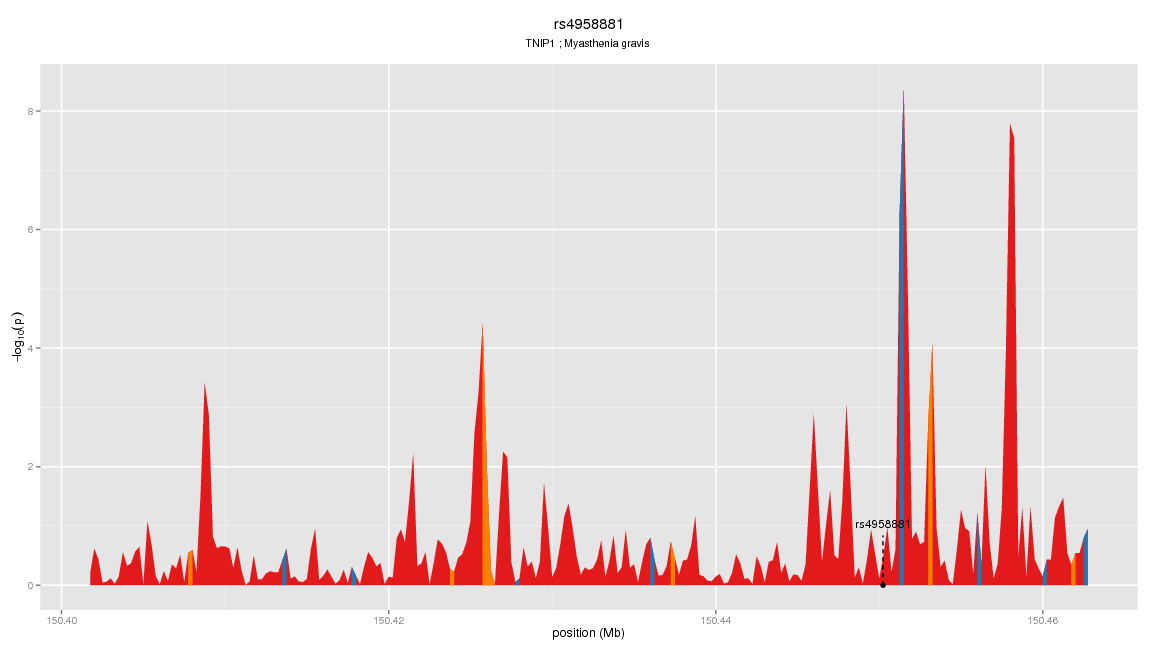 rs4958881
TNIP1 ; Myasthenia gravis
8
6
4
2
0
−log10(p)
rs4958881
150.40
150.42
150.44
150.46
position (Mb)